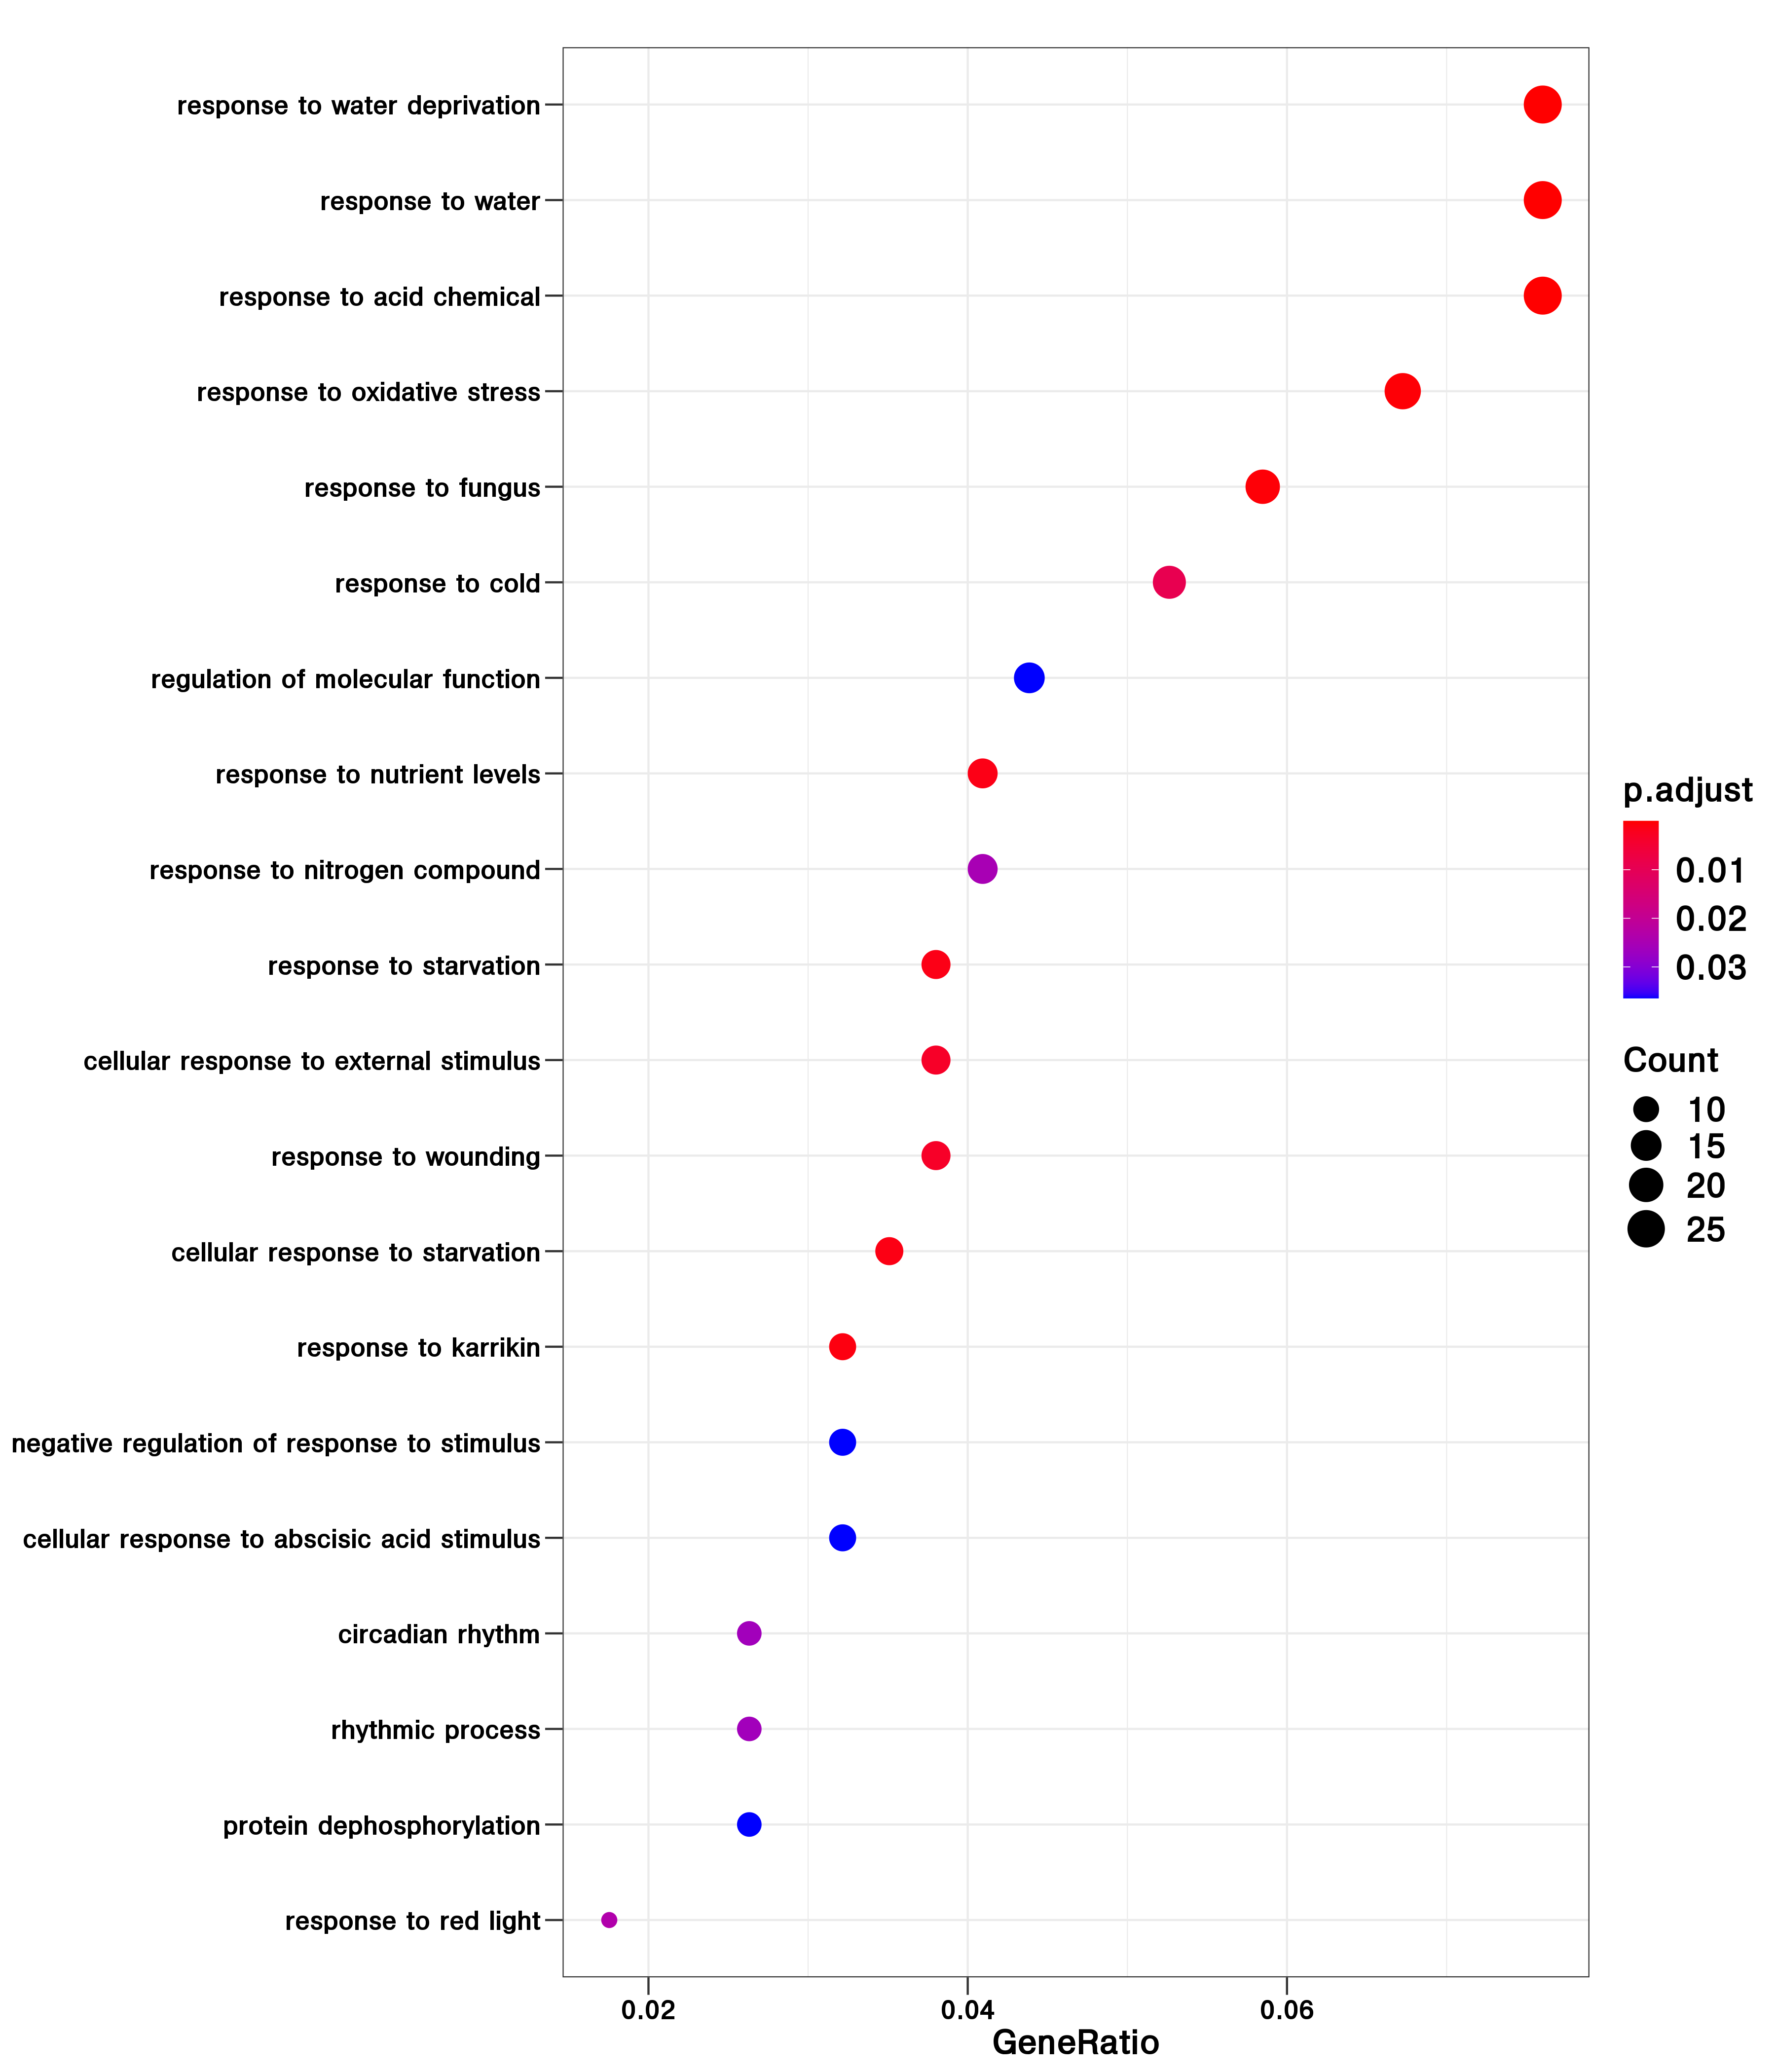 response to water deprivation
response to water
response to acid chemical
response to oxidative stress
response to fungus
response to cold
regulation of molecular function
response to nutrient levels
response to nitrogen compound
response to starvation
cellular response to external stimulus
response to wounding
cellular response to starvation
response to karrikin
negative regulation of response to stimulus
cellular response to abscisic acid stimulus
circadian rhythm
rhythmic process
protein dephosphorylation
response to red light
0.02 0.04 0.06
GeneRatio
p.adjust
0.01
0.02
0.03
Count
10
15
20
25